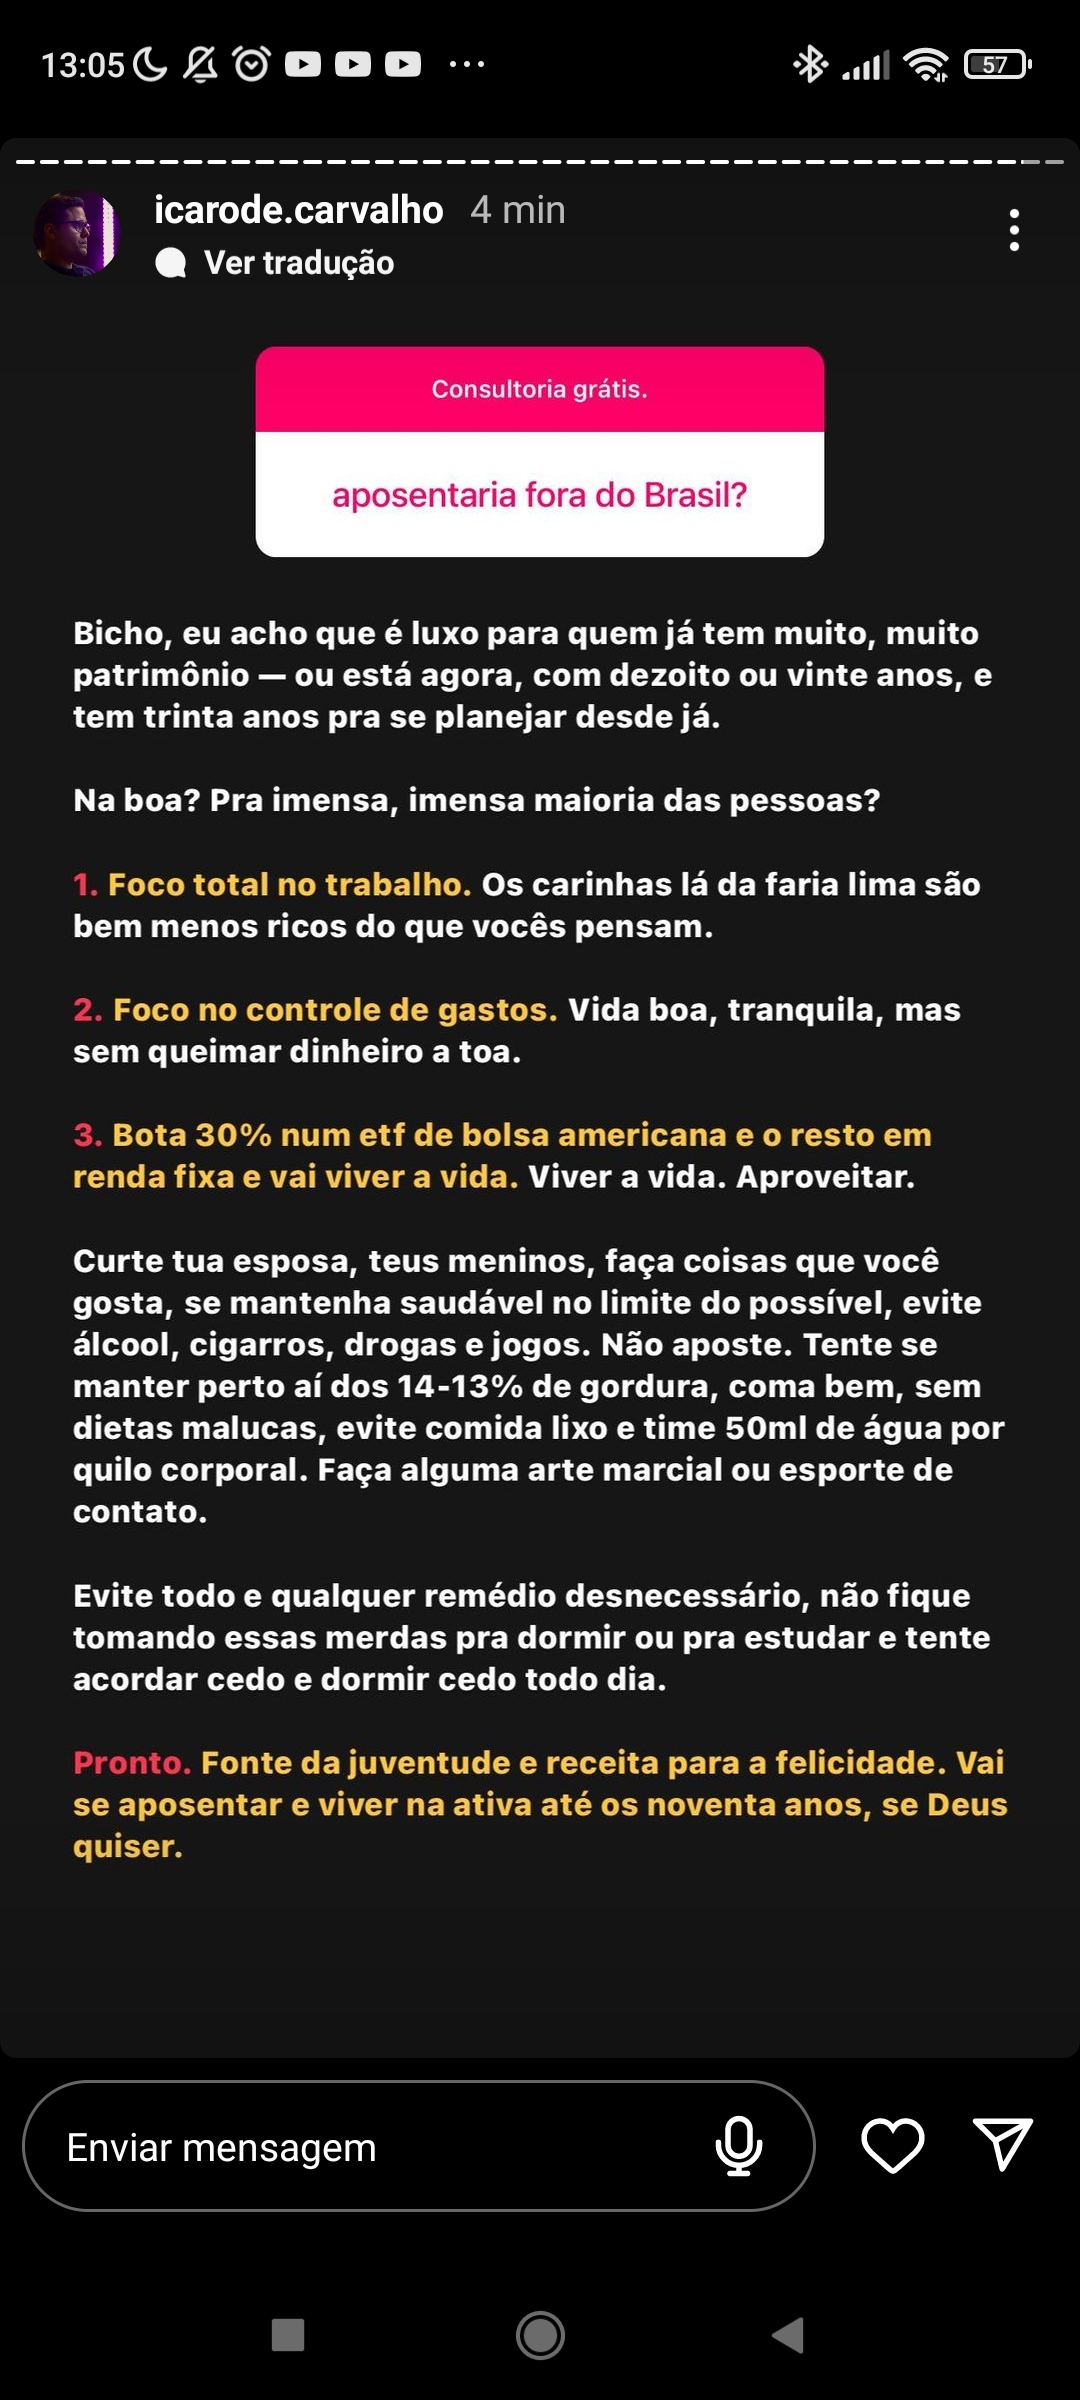 13:05
57
icarode.carvalho 4 min
Ver tradução
Consultoria grátis.
aposentaria fora do Brasil?
Bicho, eu acho que é luxo para quem já tem muito, muito
patrimônio — ou está agora, com dezoito ou vinte anos, e
tem trinta anos pra se planejar desde já.
Na boa? Pra imensa, imensa maioria das pessoas?
1. Foco total no trabalho. Os carinhas lá da faria lima são
bem menos ricos do que vocês pensam.
2. Foco no controle de gastos. Vida boa, tranquila, mas
sem queimar dinheiro a toa.
3. Bota 30% num etf de bolsa americana e o resto em
renda fixa e vai viver a vida. Viver a vida. Aproveitar.
Curte tua esposa, teus meninos, faça coisas que você
gosta, se mantenha saudável no limite do possível, evite
álcool, cigarros, drogas e jogos. Não aposte. Tente se
manter perto aí dos 14-13% de gordura, coma bem, sem
dietas malucas, evite comida lixo e time 50ml de água por
quilo corporal. Faça alguma arte marcial ou esporte de
contato.
Evite todo e qualquer remédio desnecessário, não fique
tomando essas merdas pra dormir ou pra estudar e tente
acordar cedo e dormir cedo todo dia.
Pronto. Fonte da juventude e receita para a felicidade. Vai
se aposentar e viver na ativa até os noventa anos, se Deus
quiser.
Enviar mensagem